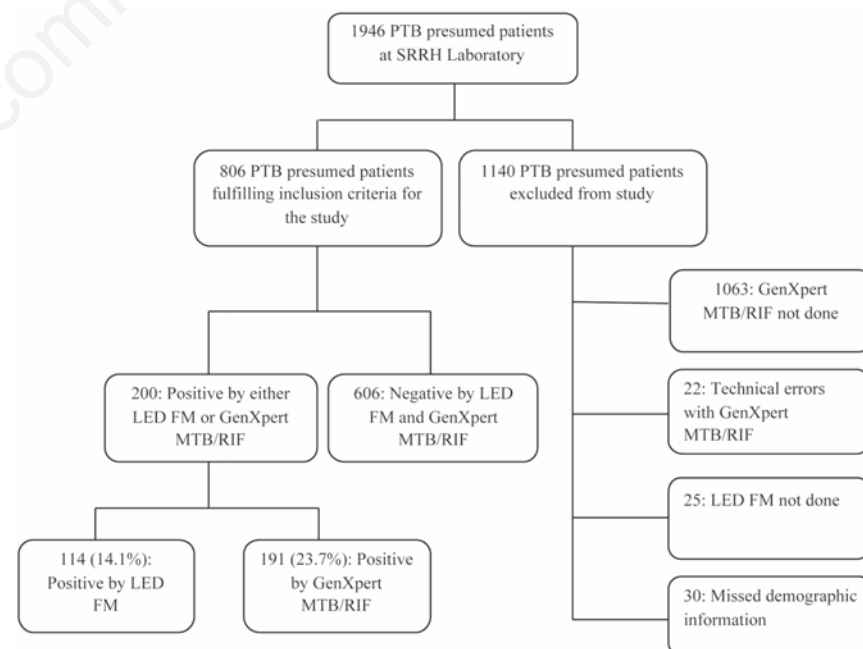 1946 PTB presumed patients
at SRRH Laboratory
806 PTB presumed patients
fulfilling inclusion criteria for
the study
1140 PTB presumed patients
excluded from study
1063: GenXpert
MTB/RIF not done
200: Positive by either
LED FM or GenXpert
MTB/RIF
606: Negative by LED
FM and GenXpert
MTB/RIF
22: Technical errors
with GenXpert
MTB/RIF
25: LED FM not done
114 (14.1%):
Positive by LED
FM
191 (23.7%): Positive
by GenXpert
MTB/RIF
30: Missed demographic
information